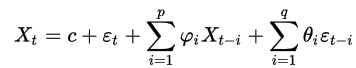 $X_t = c + \varepsilon_t + \sum_{i=1}^{p} \varphi_i X_{t-i} + \sum_{i=1}^{q} \theta_i \varepsilon_{t-i}$